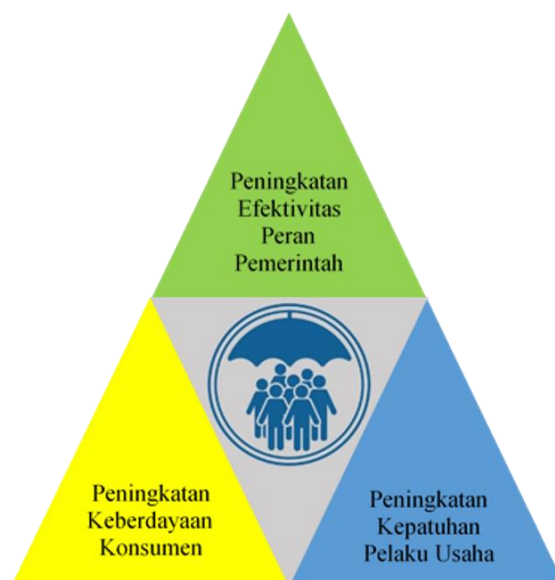 Peningkatan
Efektivitas
Peran
Pemerintah
Peningkatan
Keberdayaan
Konsumen
Peningkatan
Kepatuhan
Pelaku Usaha